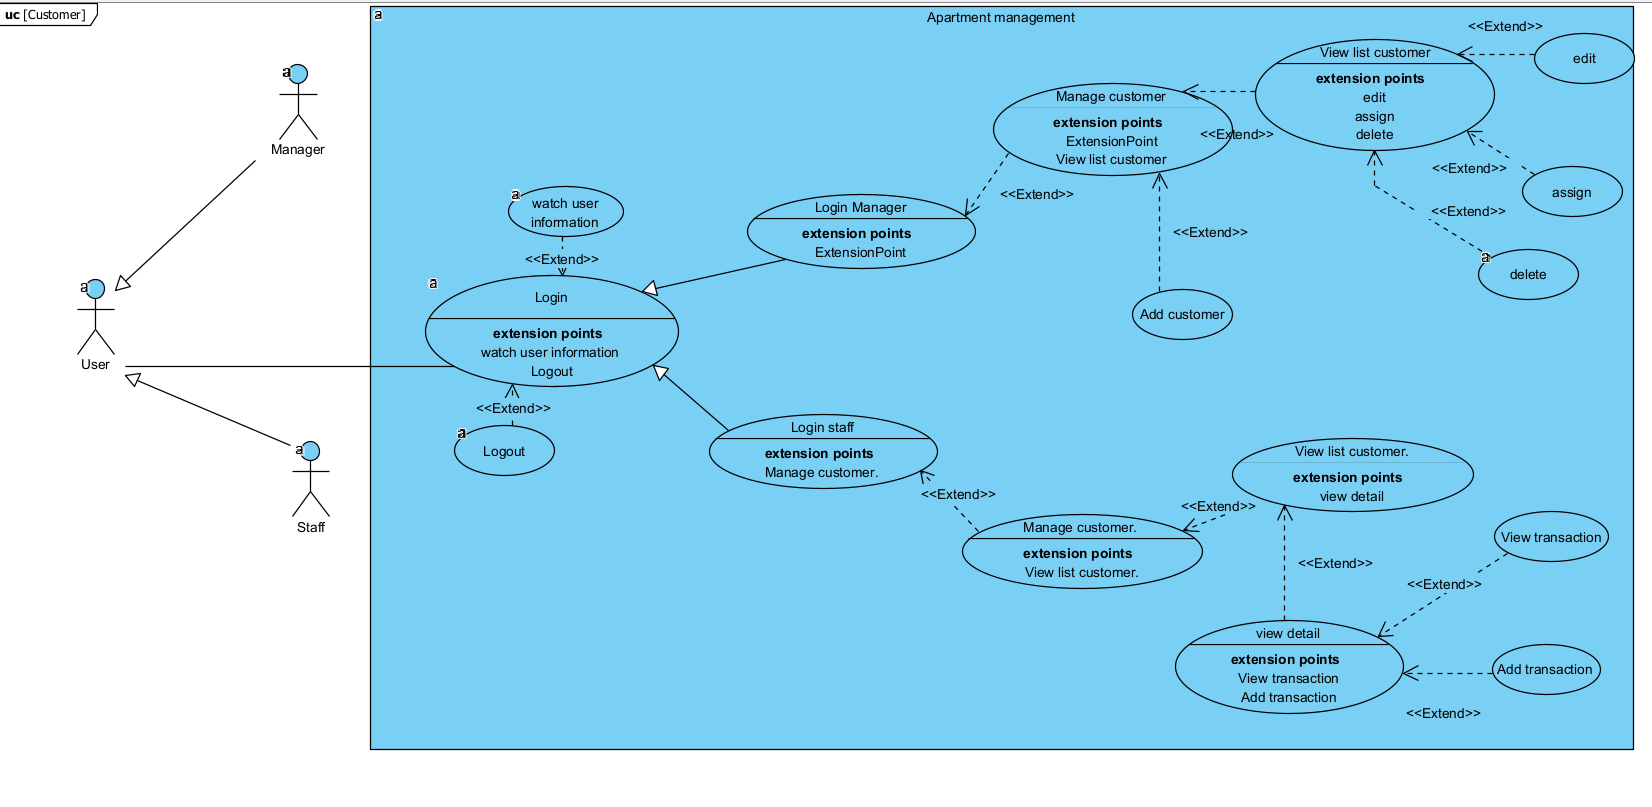 uc [Customer]
a
Apartment management
a
Manager
a
User
a
Staff
a
watch user
information
<<Extend>>
a
Login
extension points
watch user information
Logout
<<Extend>>
a
Logout
Login Manager
extension points
ExtensionPoint
<<Extend>>
Manage customer
extension points
ExtensionPoint
View list customer
<<Extend>>
<<Extend>>
Add customer
View list customer
extension points
edit
assign
delete
<<Extend>>
edit
<<Extend>>
assign
<<Extend>>
a
delete
Login staff
extension points
Manage customer.
<<Extend>>
Manage customer.
extension points
View list customer.
<<Extend>>
View list customer.
extension points
view detail
<<Extend>>
view detail
extension points
View transaction
Add transaction
<<Extend>>
View transaction
Add transaction
<<Extend>>